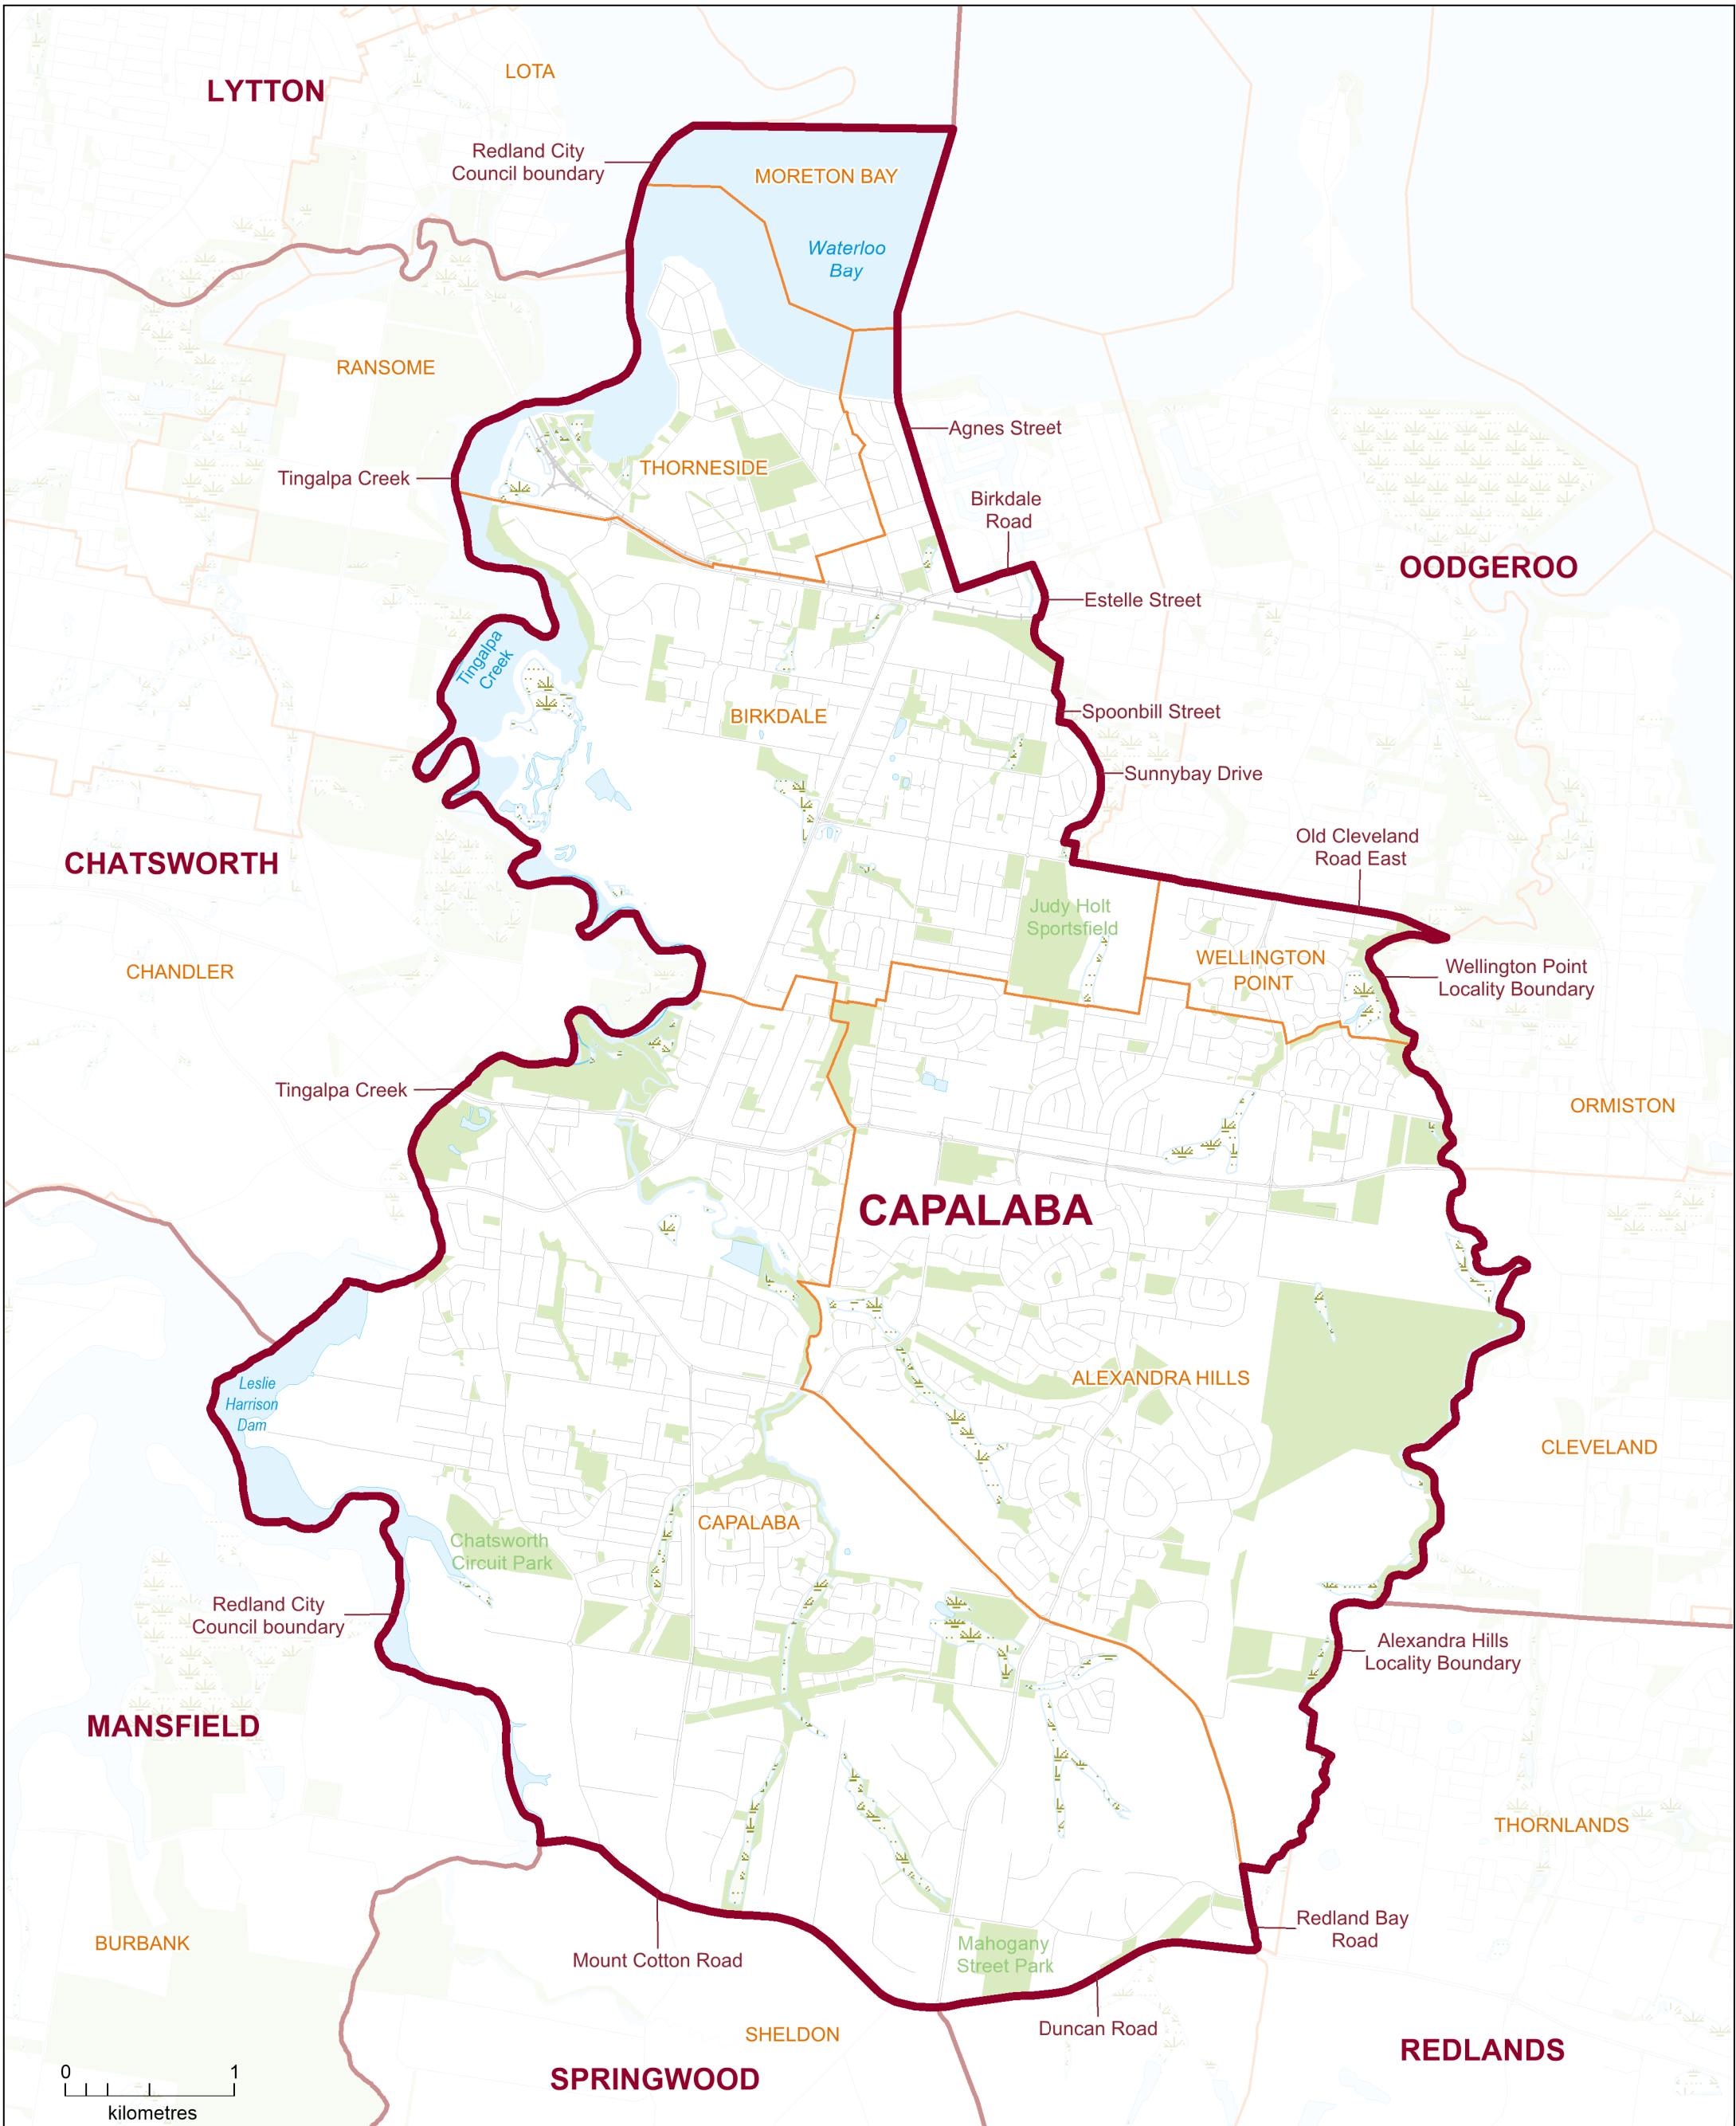 LOTA
LYTTON
Redland City
Council boundary
MORETON BAY
Waterloo
Bay
RANSOME
Agnes Street
THORNESIDE
Tingalpa Creek
Birkdale
Road
OODGEROO
Estelle Street
Tingalpa
Creek
Spoonbill Street
BIRKDALE
Sunnybay Drive
Old Cleveland
Road East
CHATSWORTH
Judy Holt
Sportsfield
WELLINGTON
POINT
Wellington Point
Locality Boundary
CHANDLER
Tingalpa Creek
ORMISTON
CAPALABA
ALEXANDRA HILLS
Leslie
Harrison
Dam
CLEVELAND
CAPALABA
Chatsworth
Circuit Park
Redland City
Council boundary
Alexandra Hills
Locality Boundary
MANSFIELD
THORNLANDS
Redland Bay
Road
BURBANK
Mahogany
Street Park
Mount Cotton Road
Duncan Road
SHELDON
REDLANDS
SPRINGWOOD
0 1
kilometres